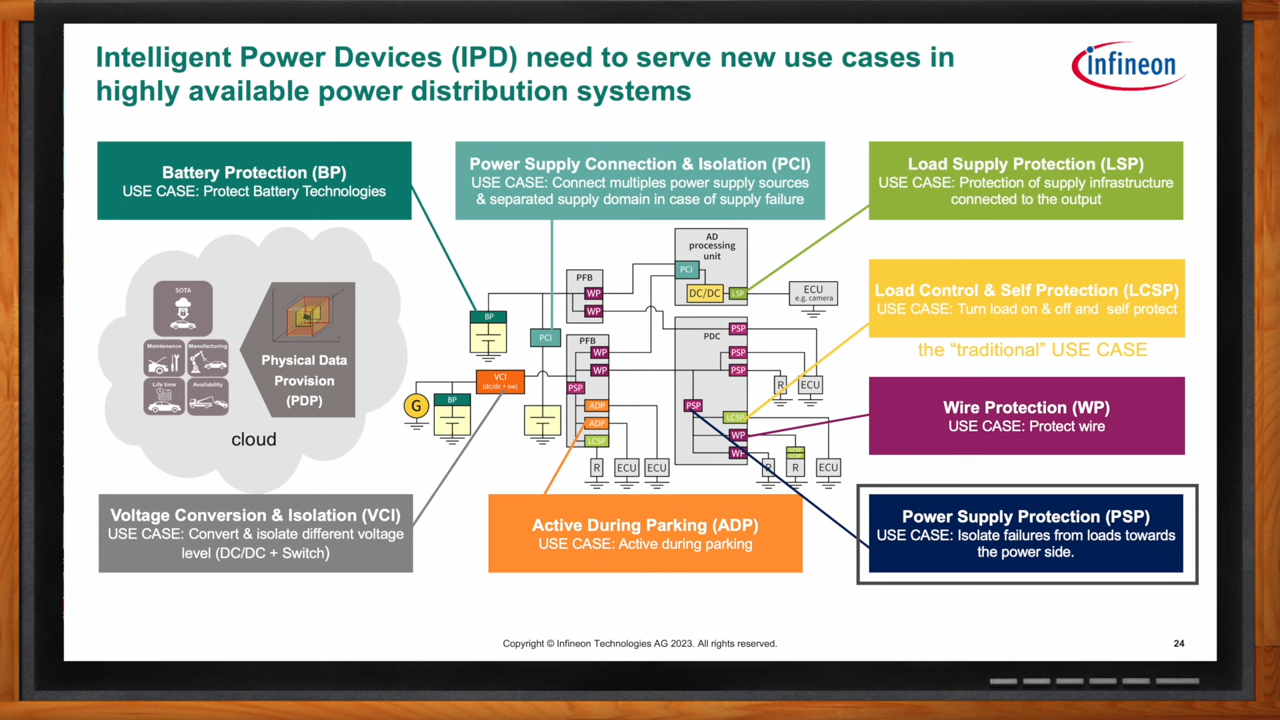 Intelligent Power Devices (IPD) need to serve new use cases in
highly available power distribution systems
infineon
Battery Protection (BP)
USE CASE: Protect Battery Technologies
Power Supply Connection & Isolation (PCI)
USE CASE: Connect multiples power supply sources
& separated supply domain in case of supply failure
Load Supply Protection (LSP)
USE CASE: Protection of supply infrastructure
connected to the output
AD
processing
unit
PCI
DC/DC
LSP
ECU
e.g. camera
PFB
WP
WP
Load Control & Self Protection (LCSP)
USE CASE: Turn load on & off and self protect
the “traditional” USE CASE
SOTA
Maintenance
Manufacturing
Life time
Availability
Physical Data
Provision
(PDP)
cloud
BP
PCI
PFB
WP
WP
PSP
ADP
ADP
LCSP
R
ECU
ECU
VCI
(dc/dc + sw)
G
BP
PDC
PSP
PSP
PSP
R
ECU
PSP
LCSP
WP
WP
R
R
ECU
Wire Protection (WP)
USE CASE: Protect wire
Voltage Conversion & Isolation (VCI)
USE CASE: Convert & isolate different voltage
level (DC/DC + Switch)
Active During Parking (ADP)
USE CASE: Active during parking
Power Supply Protection (PSP)
USE CASE: Isolate failures from loads towards
the power side.
Copyright © Infineon Technologies AG 2023. All rights reserved.
24